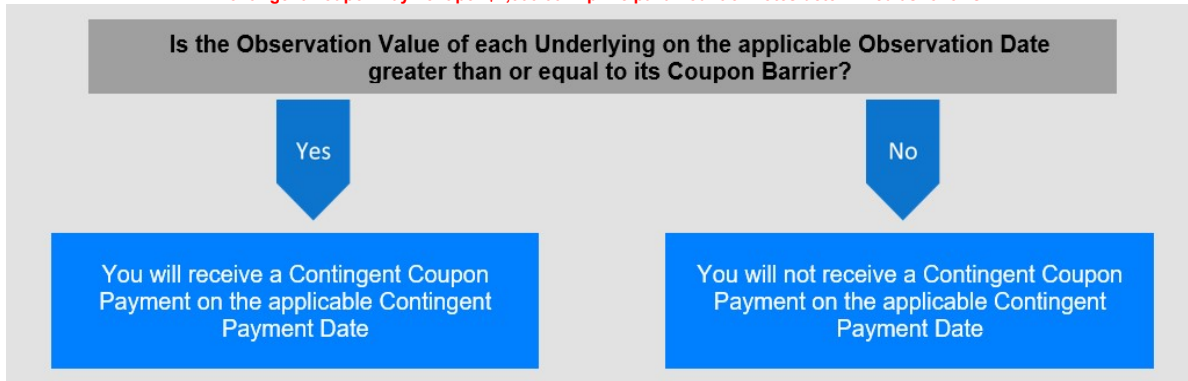 Is the Observation Value of each Underlying on the applicable Observation Date
greater than or equal to its Coupon Barrier?
Yes
No
You will receive a Contingent Coupon
Payment on the applicable Contingent
Payment Date
You will not receive a Contingent Coupon
Payment on the applicable Contingent
Payment Date